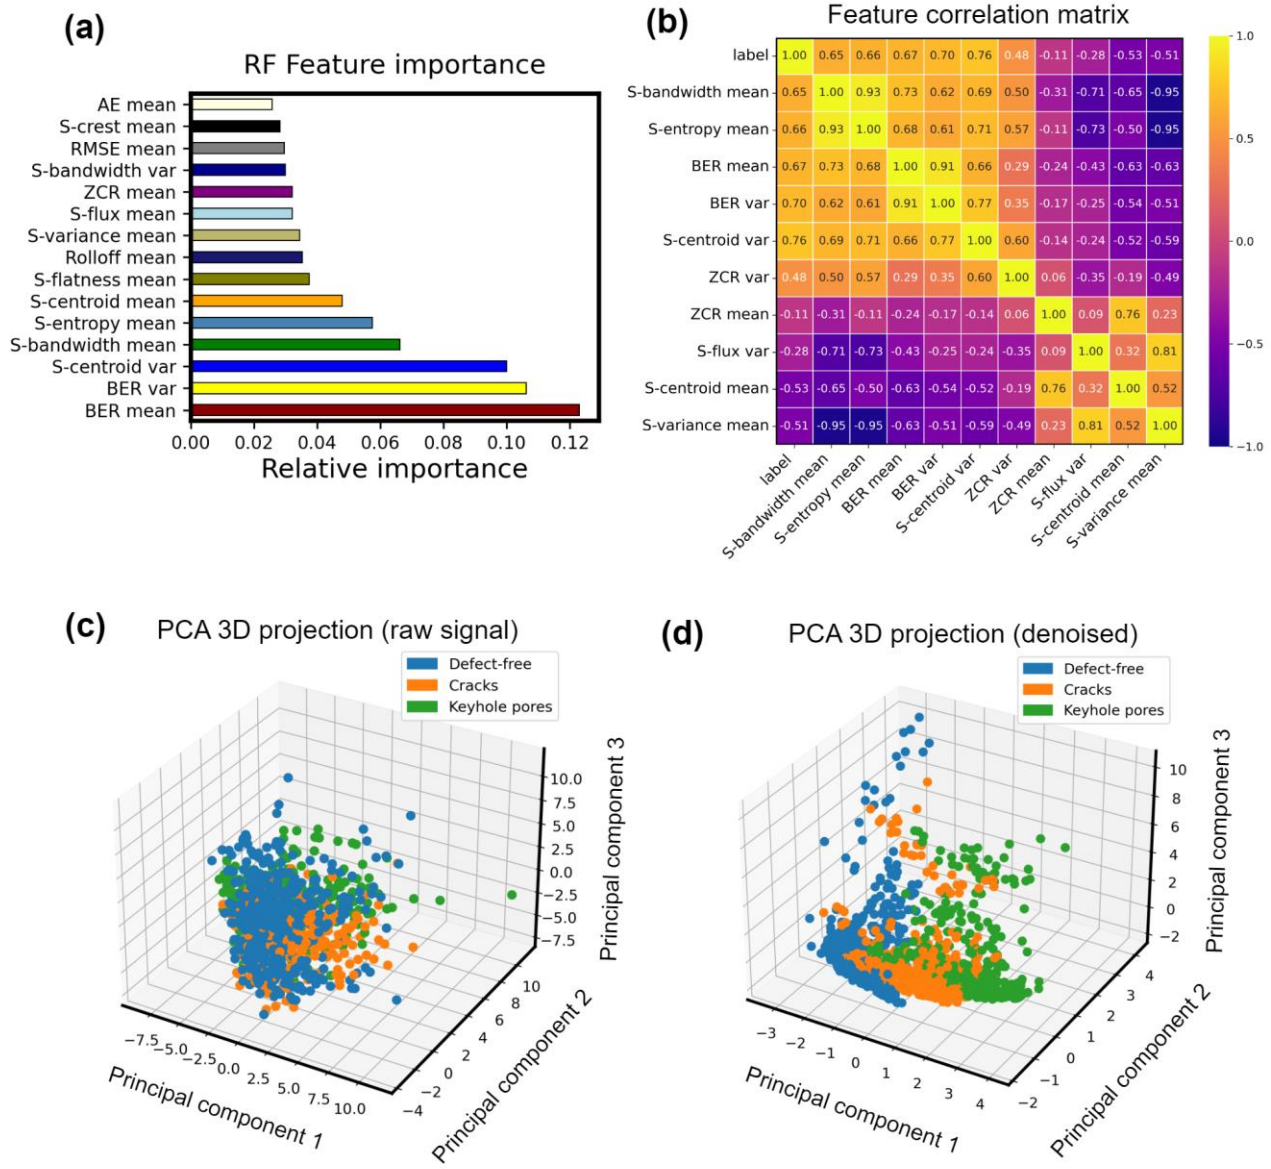 (a)
RF Feature importance
AE mean
S-crest mean
RMSE mean
S-bandwidth var
ZCR mean
S-flux mean
S-variance mean
Rolloff mean
S-flatness mean
S-centroid mean
S-entropy mean
S-bandwidth mean
S-centroid var
BER var
BER mean
0.00 0.02 0.04 0.06 0.08 0.10 0.12
Relative importance
(b)
Feature correlation matrix
label 1.00 0.65 0.66 0.67 0.70 0.76 0.48 -0.11 -0.28 -0.53 -0.51
S-bandwidth mean 0.65 1.00 0.93 0.73 0.62 0.69 0.50 -0.31 -0.71 -0.65 -0.95
S-entropy mean 0.66 0.93 1.00 0.68 0.61 0.71 0.57 -0.11 -0.73 -0.50 -0.95
BER mean 0.67 0.73 0.68 1.00 0.91 0.66 0.29 -0.24 -0.43 -0.63 -0.63
BER var 0.70 0.62 0.61 0.91 1.00 0.77 0.35 -0.17 -0.25 -0.54 -0.51
S-centroid var 0.76 0.69 0.71 0.66 0.77 1.00 0.60 -0.14 -0.24 -0.52 -0.59
ZCR var 0.48 0.50 0.57 0.29 0.35 0.60 1.00 0.06 -0.35 -0.19 -0.49
ZCR mean -0.11 -0.31 -0.11 -0.24 -0.17 -0.14 0.06 1.00 0.09 0.76 0.23
S-flux var -0.28 -0.71 -0.73 -0.43 -0.25 -0.24 -0.35 0.09 1.00 0.32 0.81
S-centroid mean -0.53 -0.65 -0.50 -0.63 -0.54 -0.52 -0.19 0.76 0.32 1.00 0.52
S-variance mean -0.51 -0.95 -0.95 -0.63 -0.51 -0.59 -0.49 0.23 0.81 0.52 1.00
label
S-bandwidth mean
S-entropy mean
BER mean
BER var
S-centroid var
ZCR var
ZCR mean
S-flux var
S-centroid mean
S-variance mean
1.0
0.5
0.0
−0.5
−1.0
(c)
PCA 3D projection (raw signal)
Defect-free
Cracks
Keyhole pores
10.0
7.5
5.0
2.5
0.0
−2.5
−5.0
−7.5
Principal component 3
−7.5 −5.0 −2.5 0.0 2.5 5.0 7.5 10.0
Principal component 1
−4 −2 0 2 4 6 8 10
Principal component 2
(d)
PCA 3D projection (denoised)
Defect-free
Cracks
Keyhole pores
10
8
6
4
2
0
−2
Principal component 3
−3 −2 −1 0 1 2 3 4
Principal component 1
−2 −1 0 1 2 3 4
Principal component 2